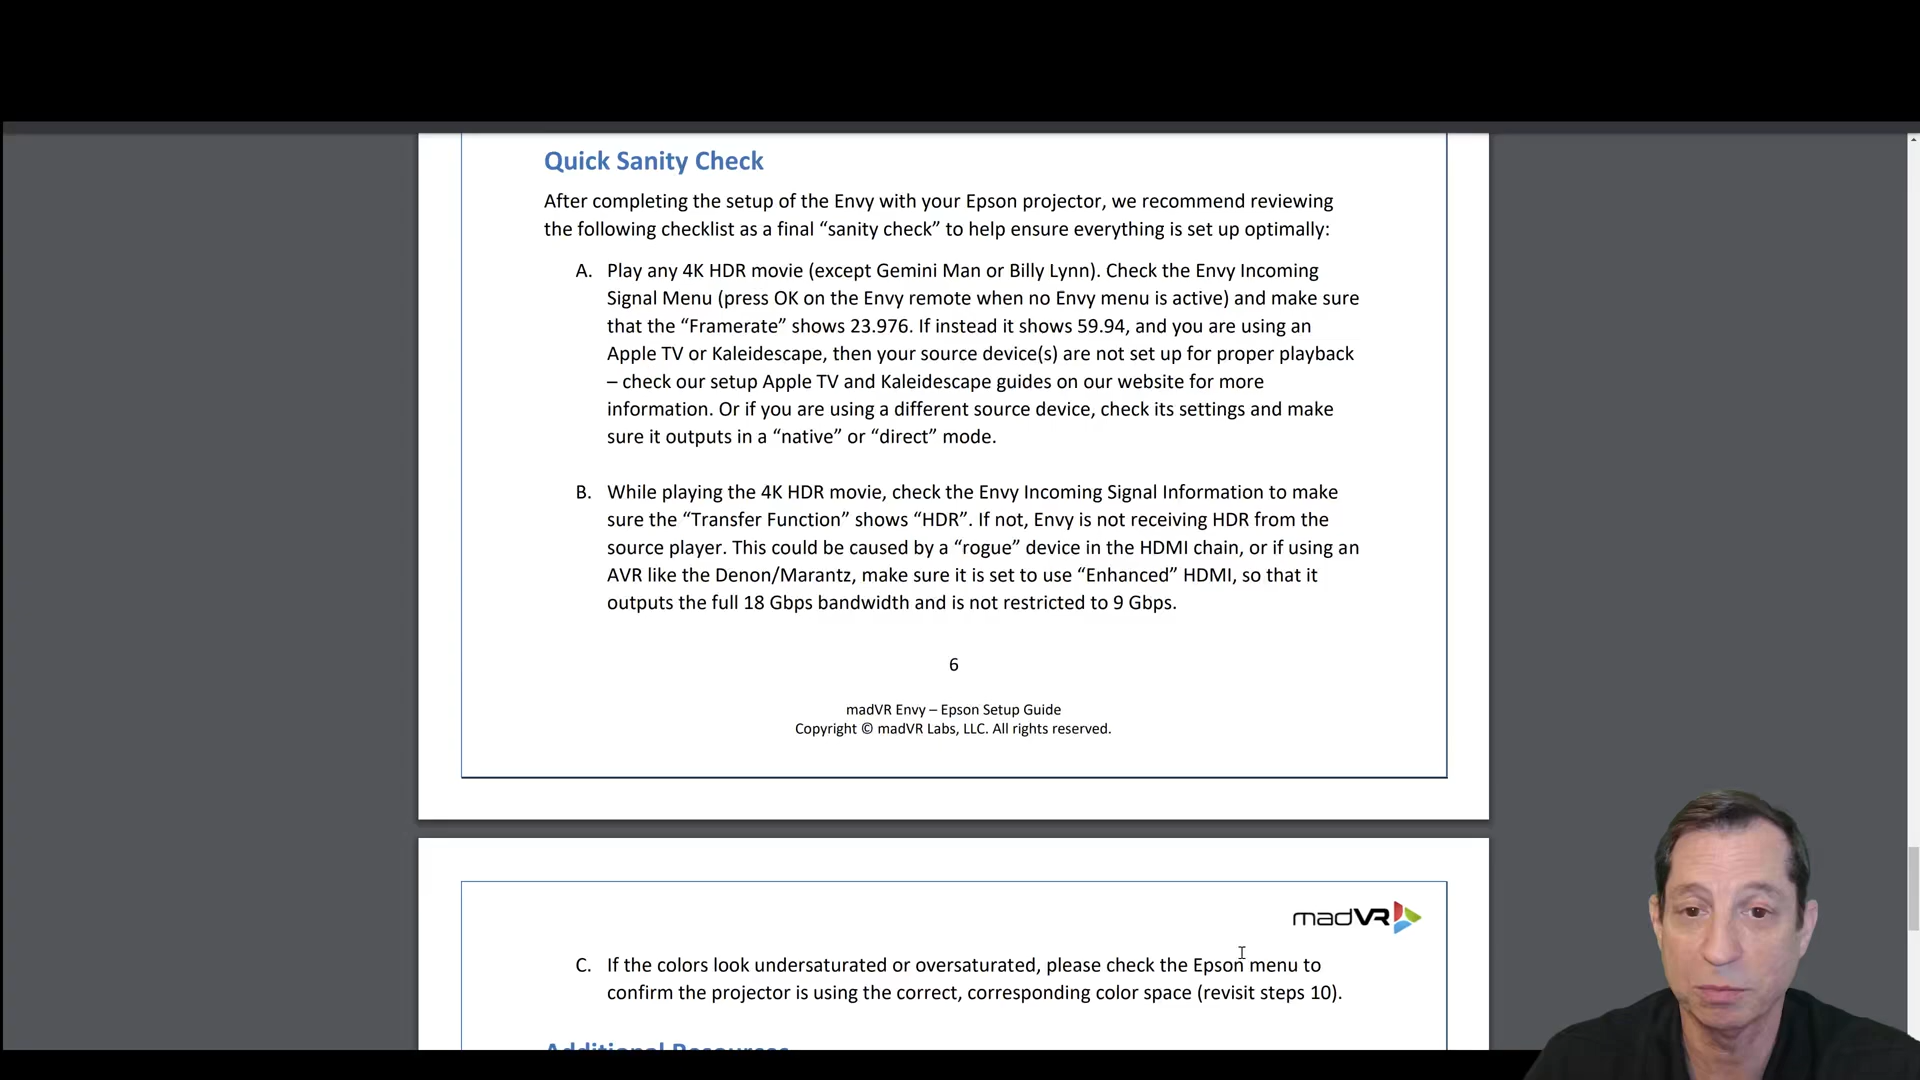 Quick Sanity Check
After completing the setup of the Envy with your Epson projector, we recommend reviewing
the following checklist as a final “sanity check” to help ensure everything is set up optimally:
A. Play any 4K HDR movie (except Gemini Man or Billy Lynn). Check the Envy Incoming
Signal Menu (press OK on the Envy remote when no Envy menu is active) and make sure
that the “Framerate” shows 23.976. If instead it shows 59.94, and you are using an
Apple TV or Kaleidescape, then your source device(s) are not set up for proper playback
– check our setup Apple TV and Kaleidescape guides on our website for more
information. Or if you are using a different source device, check its settings and make
sure it outputs in a “native” or “direct” mode.
B. While playing the 4K HDR movie, check the Envy Incoming Signal Information to make
sure the “Transfer Function” shows “HDR”. If not, Envy is not receiving HDR from the
source player. This could be caused by a “rogue” device in the HDMI chain, or if using an
AVR like the Denon/Marantz, make sure it is set to use “Enhanced” HDMI, so that it
outputs the full 18 Gbps bandwidth and is not restricted to 9 Gbps.
6
madVR Envy – Epson Setup Guide
Copyright © madVR Labs, LLC. All rights reserved.
madVR
C. If the colors look undersaturated or oversaturated, please check the Epson menu to
confirm the projector is using the correct, corresponding color space (revisit steps 10).
Additional Resources